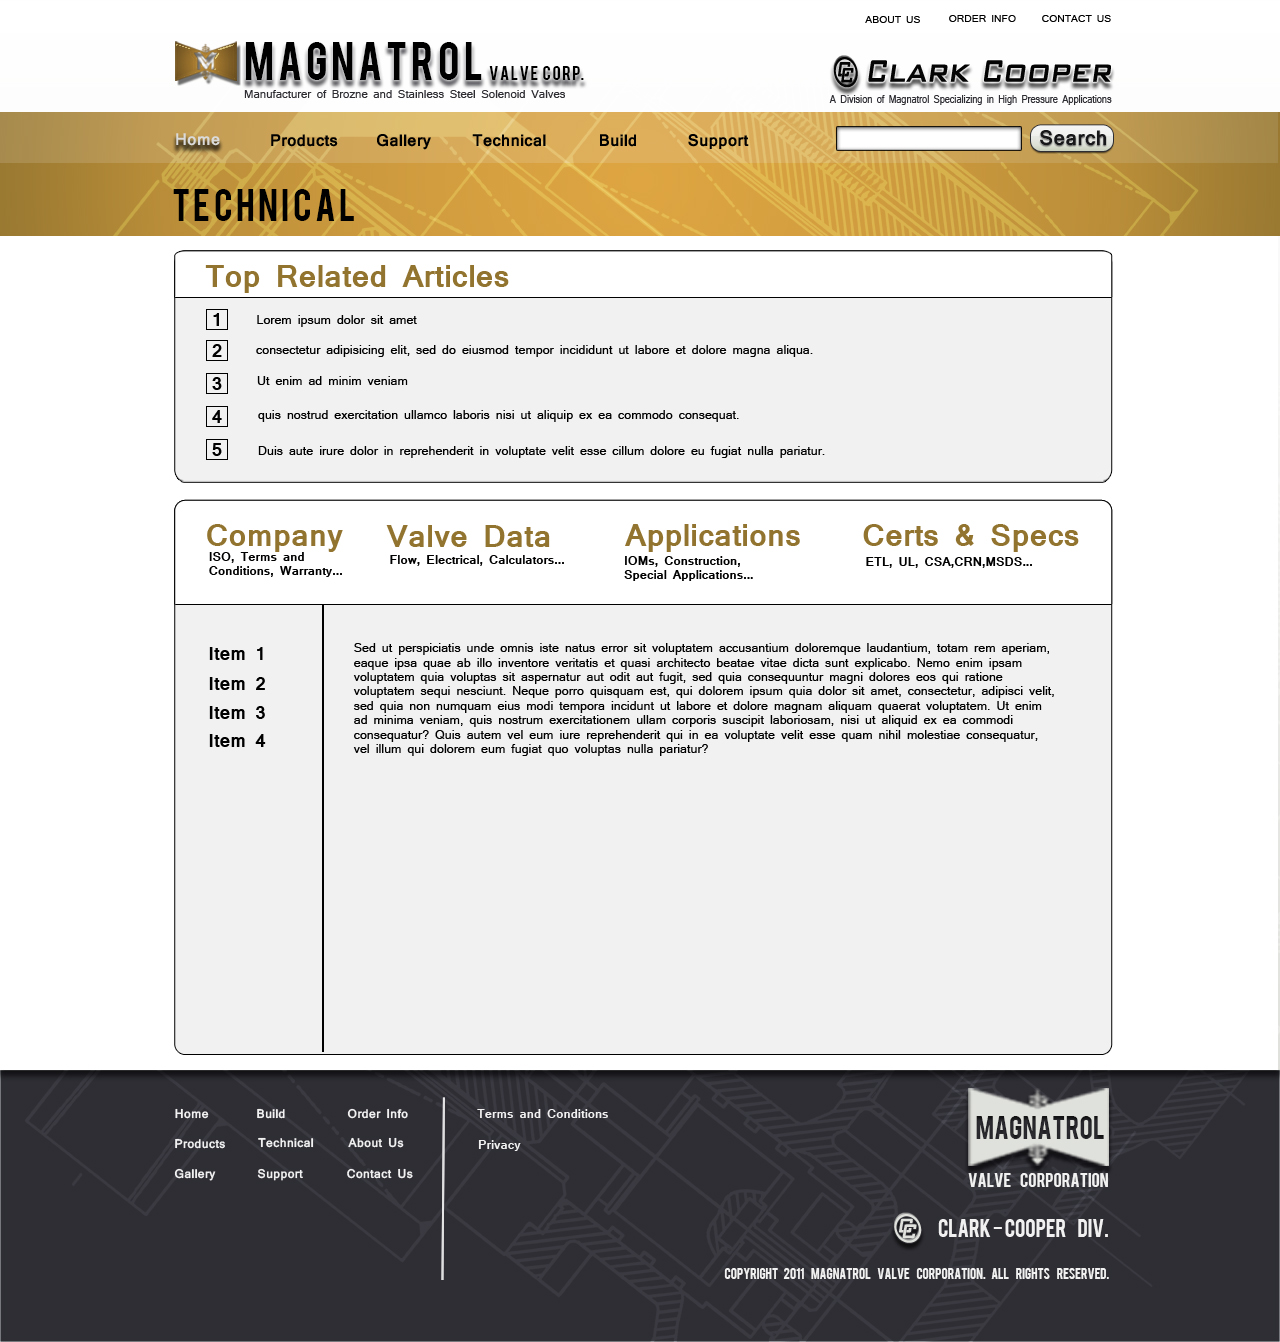 ABOUT US ORDER INFO CONTACT US
MAGNATROL VALVE CORP.
Manufacturer of Brozne and Stainless Steel Solenoid Valves
CC CLARK COOPER
A Division of Magnatrol Specializing in High Pressure Applications
Home Products Gallery Technical Build Support Search
TECHNICAL
Top Related Articles
1 Lorem ipsum dolor sit amet
2 consectetur adipisicing elit, sed do eiusmod tempor incididunt ut labore et dolore magna aliqua.
3 Ut enim ad minim veniam
4 quis nostrud exercitation ullamco laboris nisi ut aliquip ex ea commodo consequat.
5 Duis aute irure dolor in reprehenderit in voluptate velit esse cillum dolore eu fugiat nulla pariatur.
Company
ISO, Terms and
Conditions, Warranty...
Valve Data
Flow, Electrical, Calculators...
Applications
IOMs, Construction,
Special Applications...
Certs & Specs
ETL, UL, CSA,CRN,MSDS...
Item 1
Item 2
Item 3
Item 4
Sed ut perspiciatis unde omnis iste natus error sit voluptatem accusantium doloremque laudantium, totam rem aperiam,
eaque ipsa quae ab illo inventore veritatis et quasi architecto beatae vitae dicta sunt explicabo. Nemo enim ipsam
voluptatem quia voluptas sit aspernatur aut odit aut fugit, sed quia consequuntur magni dolores eos qui ratione
voluptatem sequi nesciunt. Neque porro quisquam est, qui dolorem ipsum quia dolor sit amet, consectetur, adipisci velit,
sed quia non numquam eius modi tempora incidunt ut labore et dolore magnam aliquam quaerat voluptatem. Ut enim
ad minima veniam, quis nostrum exercitationem ullam corporis suscipit laboriosam, nisi ut aliquid ex ea commodi
consequatur? Quis autem vel eum iure reprehenderit qui in ea voluptate velit esse quam nihil molestiae consequatur,
vel illum qui dolorem eum fugiat quo voluptas nulla pariatur?
Home Build Order Info
Products Technical About Us
Gallery Support Contact Us
Terms and Conditions
Privacy
MAGNATROL
VALVE CORPORATION
CC CLARK-COOPER DIV.
COPYRIGHT 2011 MAGNATROL VALVE CORPORATION. ALL RIGHTS RESERVED.